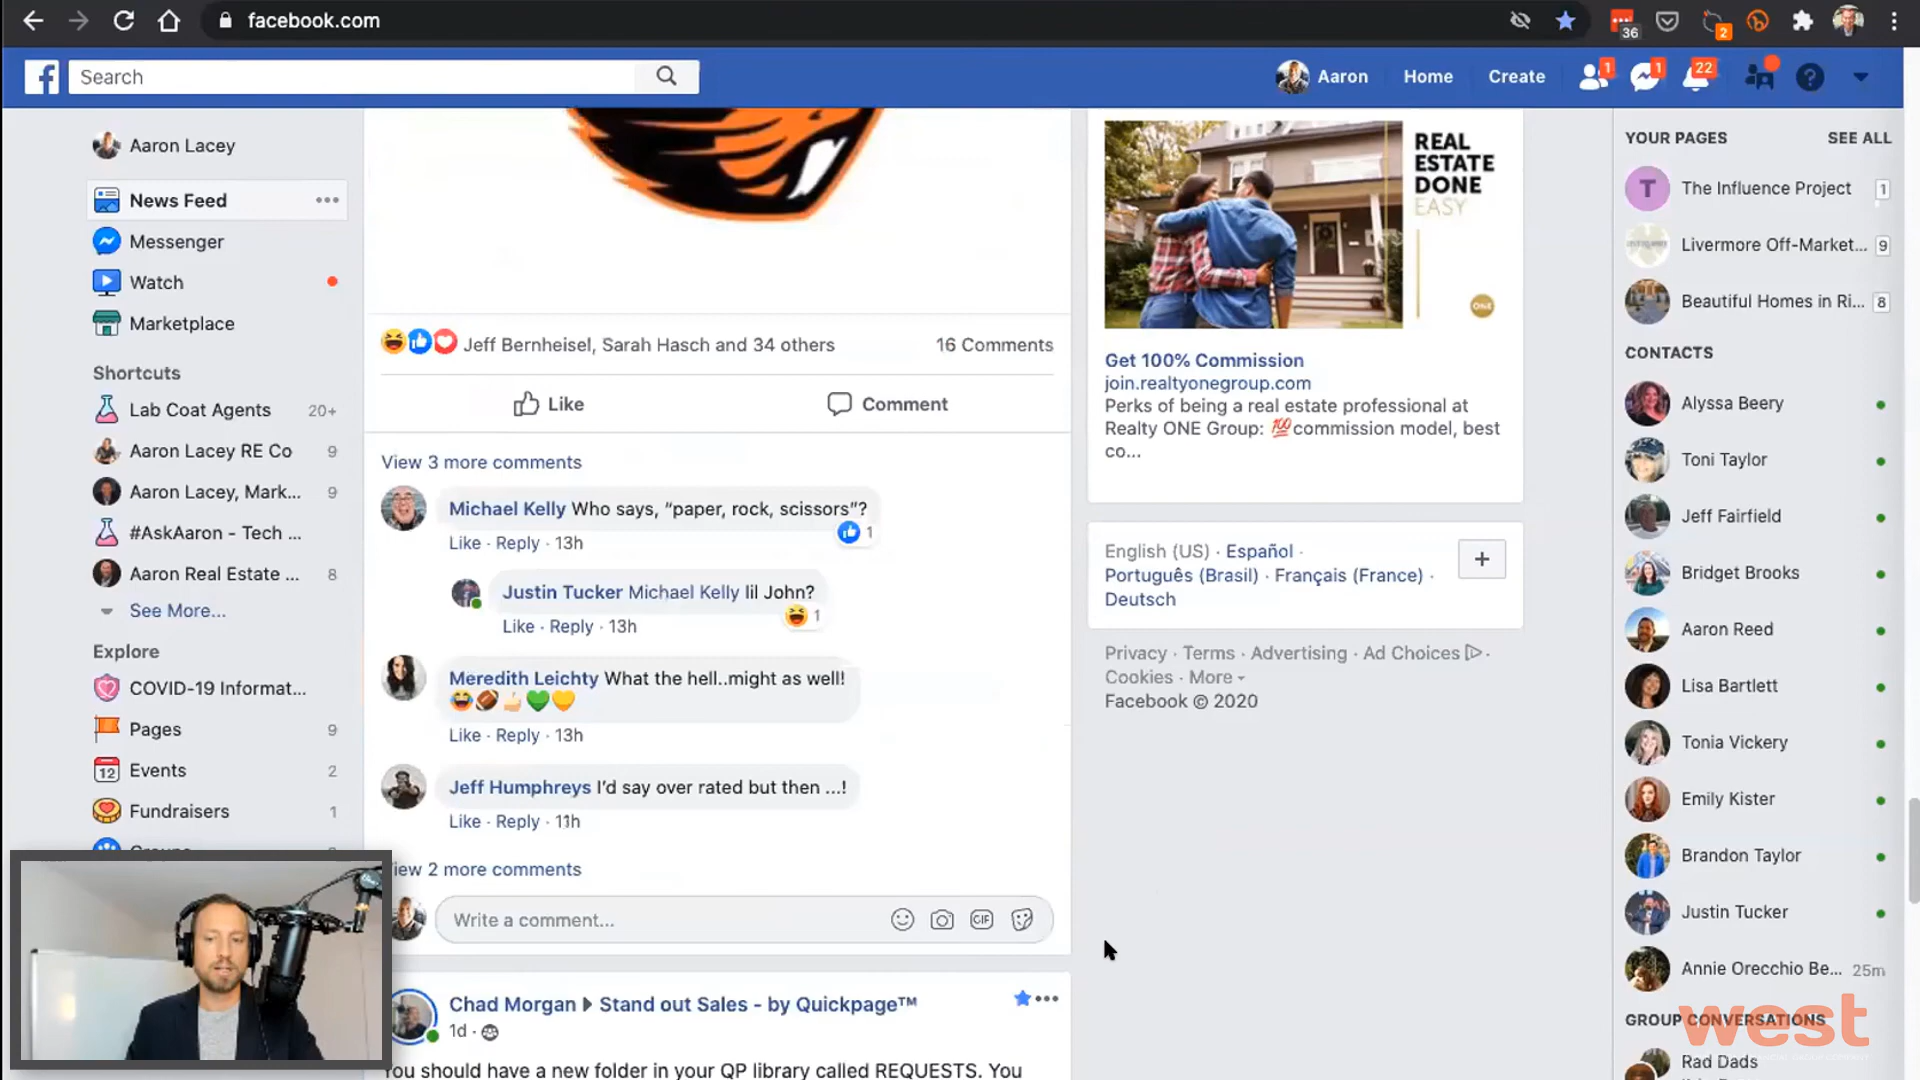 facebook.com
36
2
Search
Aaron
Home
Create
1
1
22
Aaron Lacey
News Feed
Messenger
Watch
Marketplace
Shortcuts
Lab Coat Agents 20+
Aaron Lacey RE Co 9
Aaron Lacey, Mark... 9
#AskAaron - Tech ...
Aaron Real Estate ... 8
See More...
Explore
COVID-19 Informat...
Pages 9
12 Events 2
Fundraisers 1
Jeff Bernheisel, Sarah Hasch and 34 others 16 Comments
Like Comment
View 3 more comments
Michael Kelly Who says, “paper, rock, scissors”?
1
Like · Reply · 13h
Justin Tucker Michael Kelly lil John?
1
Like · Reply · 13h
Meredith Leichty What the hell..might as well!
😂🏈👍🏻💚💛
Like · Reply · 13h
Jeff Humphreys I'd say over rated but then ...!
Like · Reply · 11h
iew 2 more comments
Write a comment...
GIF
Chad Morgan ▸ Stand out Sales - by Quickpage™
1d ·
ou should have a new folder in your QP library called REQUESTS. You
REAL
ESTATE
DONE
EASY
ONE
Get 100% Commission
join.realtyonegroup.com
Perks of being a real estate professional at
Realty ONE Group: 💯commission model, best
co...
English (US) · Español ·
Português (Brasil) · Français (France) ·
Deutsch
+
Privacy · Terms · Advertising · Ad Choices ·
Cookies · More
Facebook © 2020
YOUR PAGES SEE ALL
T The Influence Project 1
Livermore Off-Market... 9
Beautiful Homes in Ri... 8
CONTACTS
Alyssa Beery
Toni Taylor
Jeff Fairfield
Bridget Brooks
Aaron Reed
Lisa Bartlett
Tonia Vickery
Emily Kister
Brandon Taylor
Justin Tucker
Annie Orecchio Be... 25m
GROUP CONVERSATIONS
west
Rad Dads